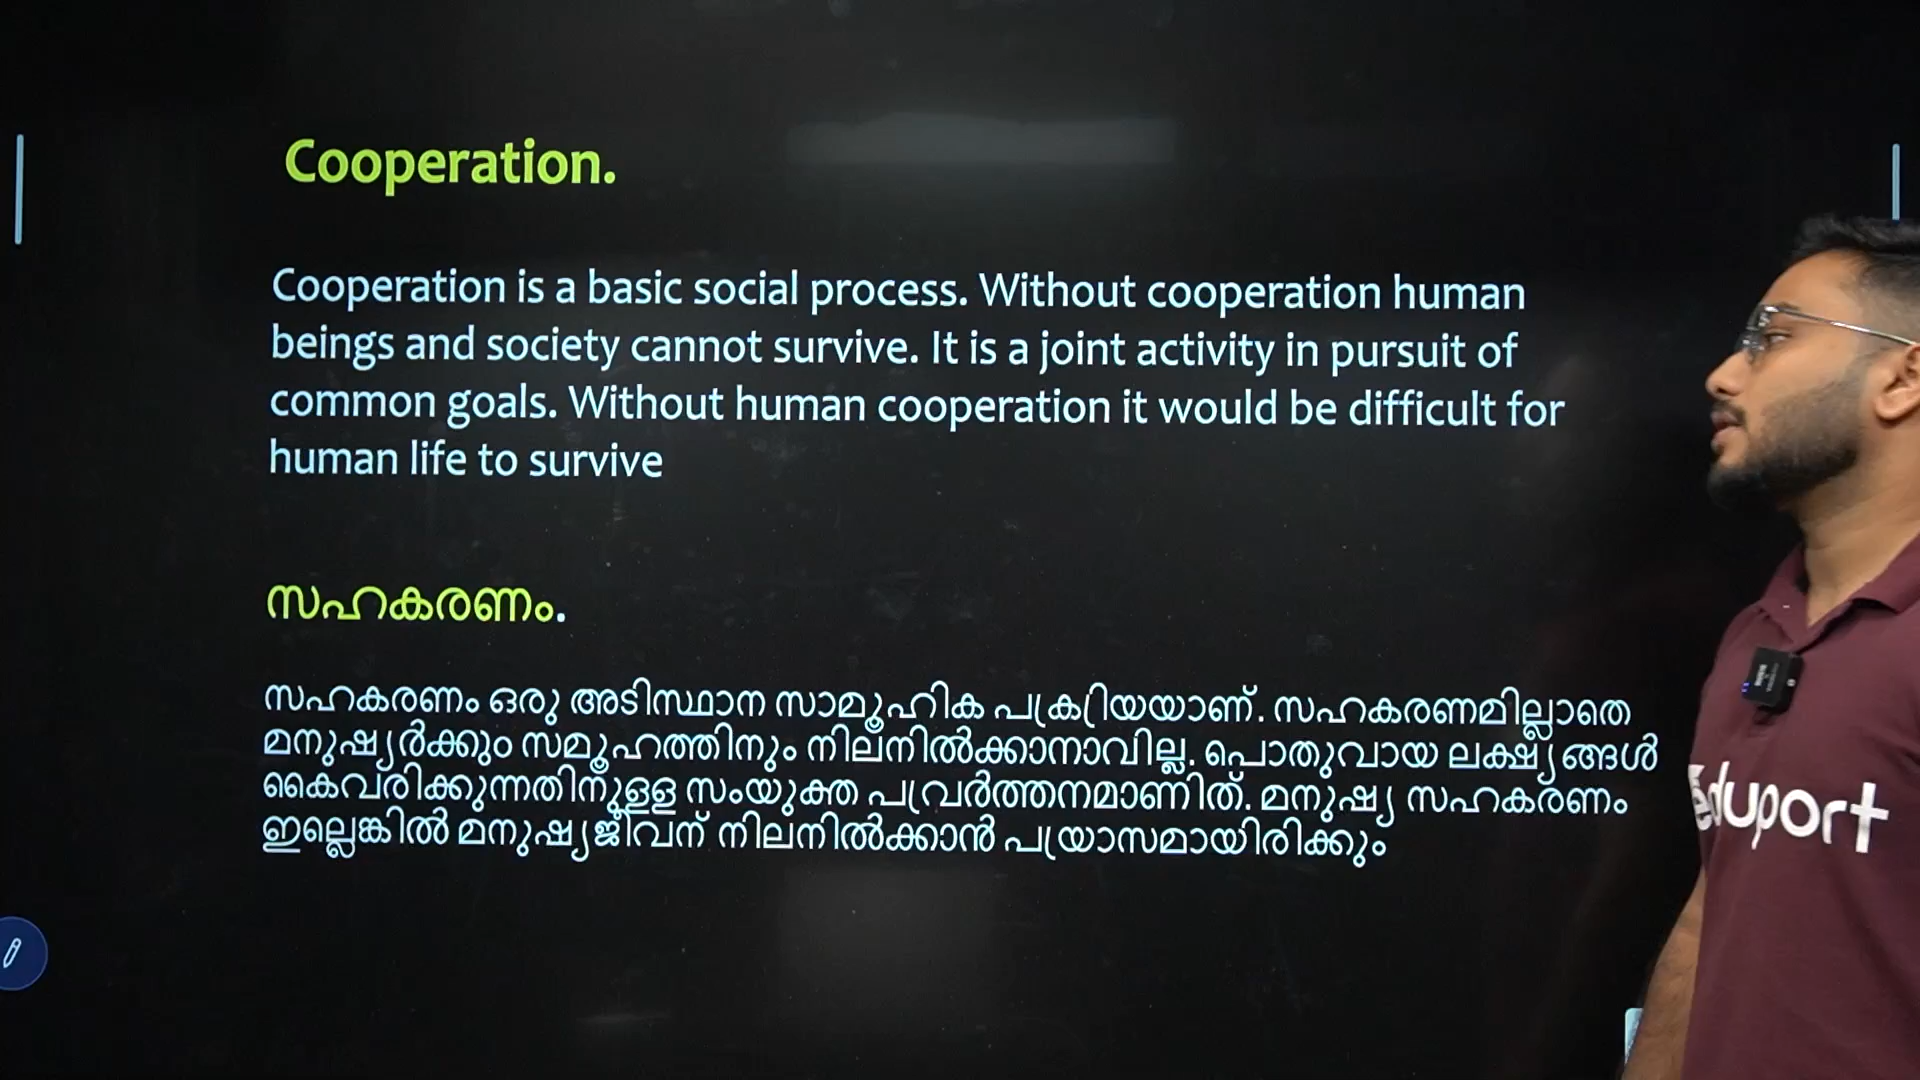 Cooperation.
Cooperation is a basic social process. Without cooperation human
beings and society cannot survive. It is a joint activity in pursuit of
common goals. Without human cooperation it would be difficult for
human life to survive
സഹകരണം.
സഹകരണം ഒരു അടിസ്ഥാന സാമൂഹിക പ്രക്രിയയാണ്. സഹകരണമില്ലാതെ
മനുഷ്യർക്കും സമൂഹത്തിനും നിലനിൽക്കാനാവില്ല. പൊതുവായ ലക്ഷ്യങ്ങൾ
കൈവരിക്കുന്നതിനുള്ള സംയുക്ത പ്രവർത്തനമാണിത്. മനുഷ്യ സഹകരണം
ഇല്ലെങ്കിൽ മനുഷ്യജീവന് നിലനിൽക്കാൻ പ്രയാസമായിരിക്കും
eduport